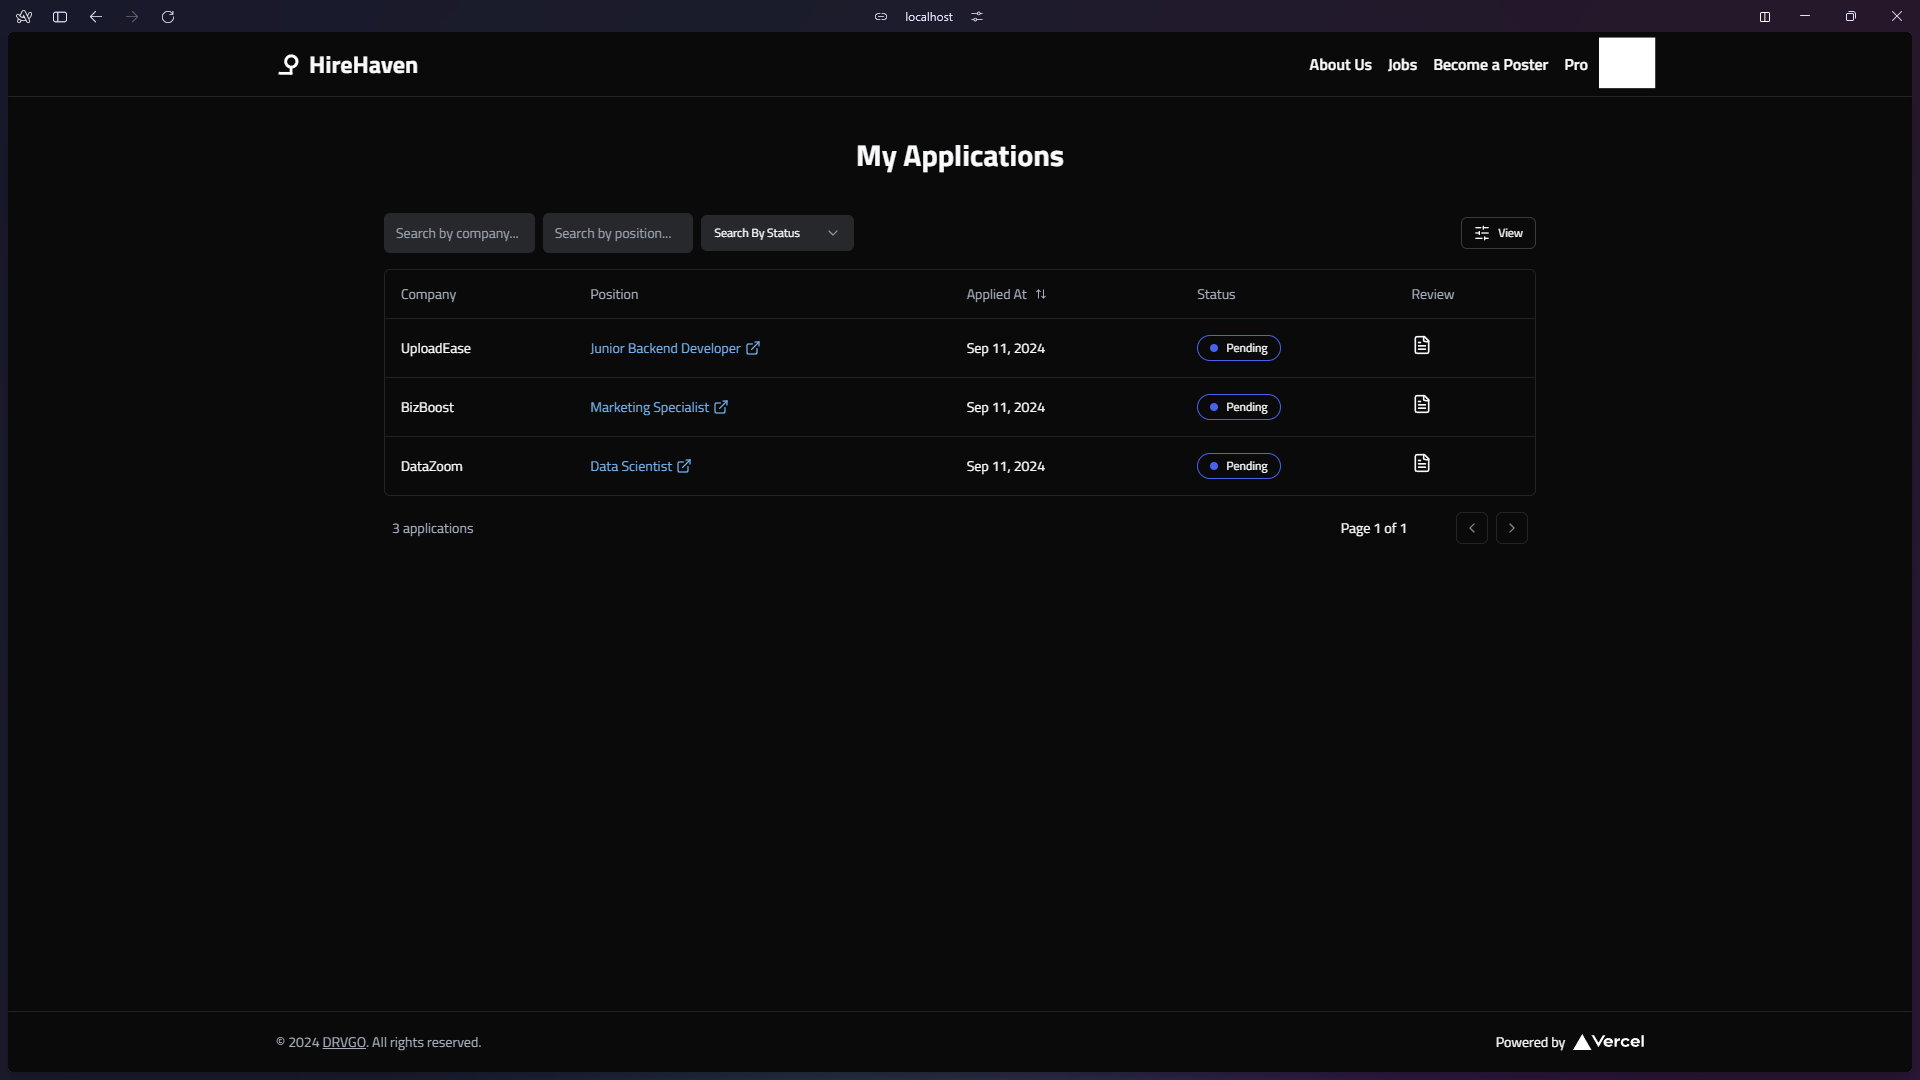 localhost
HireHaven
About Us Jobs Become a Poster Pro
My Applications
Search by company... Search by position... Search By Status View
Company Position Applied At Status Review
UploadEase Junior Backend Developer Sep 11, 2024 Pending
BizBoost Marketing Specialist Sep 11, 2024 Pending
DataZoom Data Scientist Sep 11, 2024 Pending
3 applications Page 1 of 1
© 2024 DRVGO. All rights reserved. Powered by Vercel